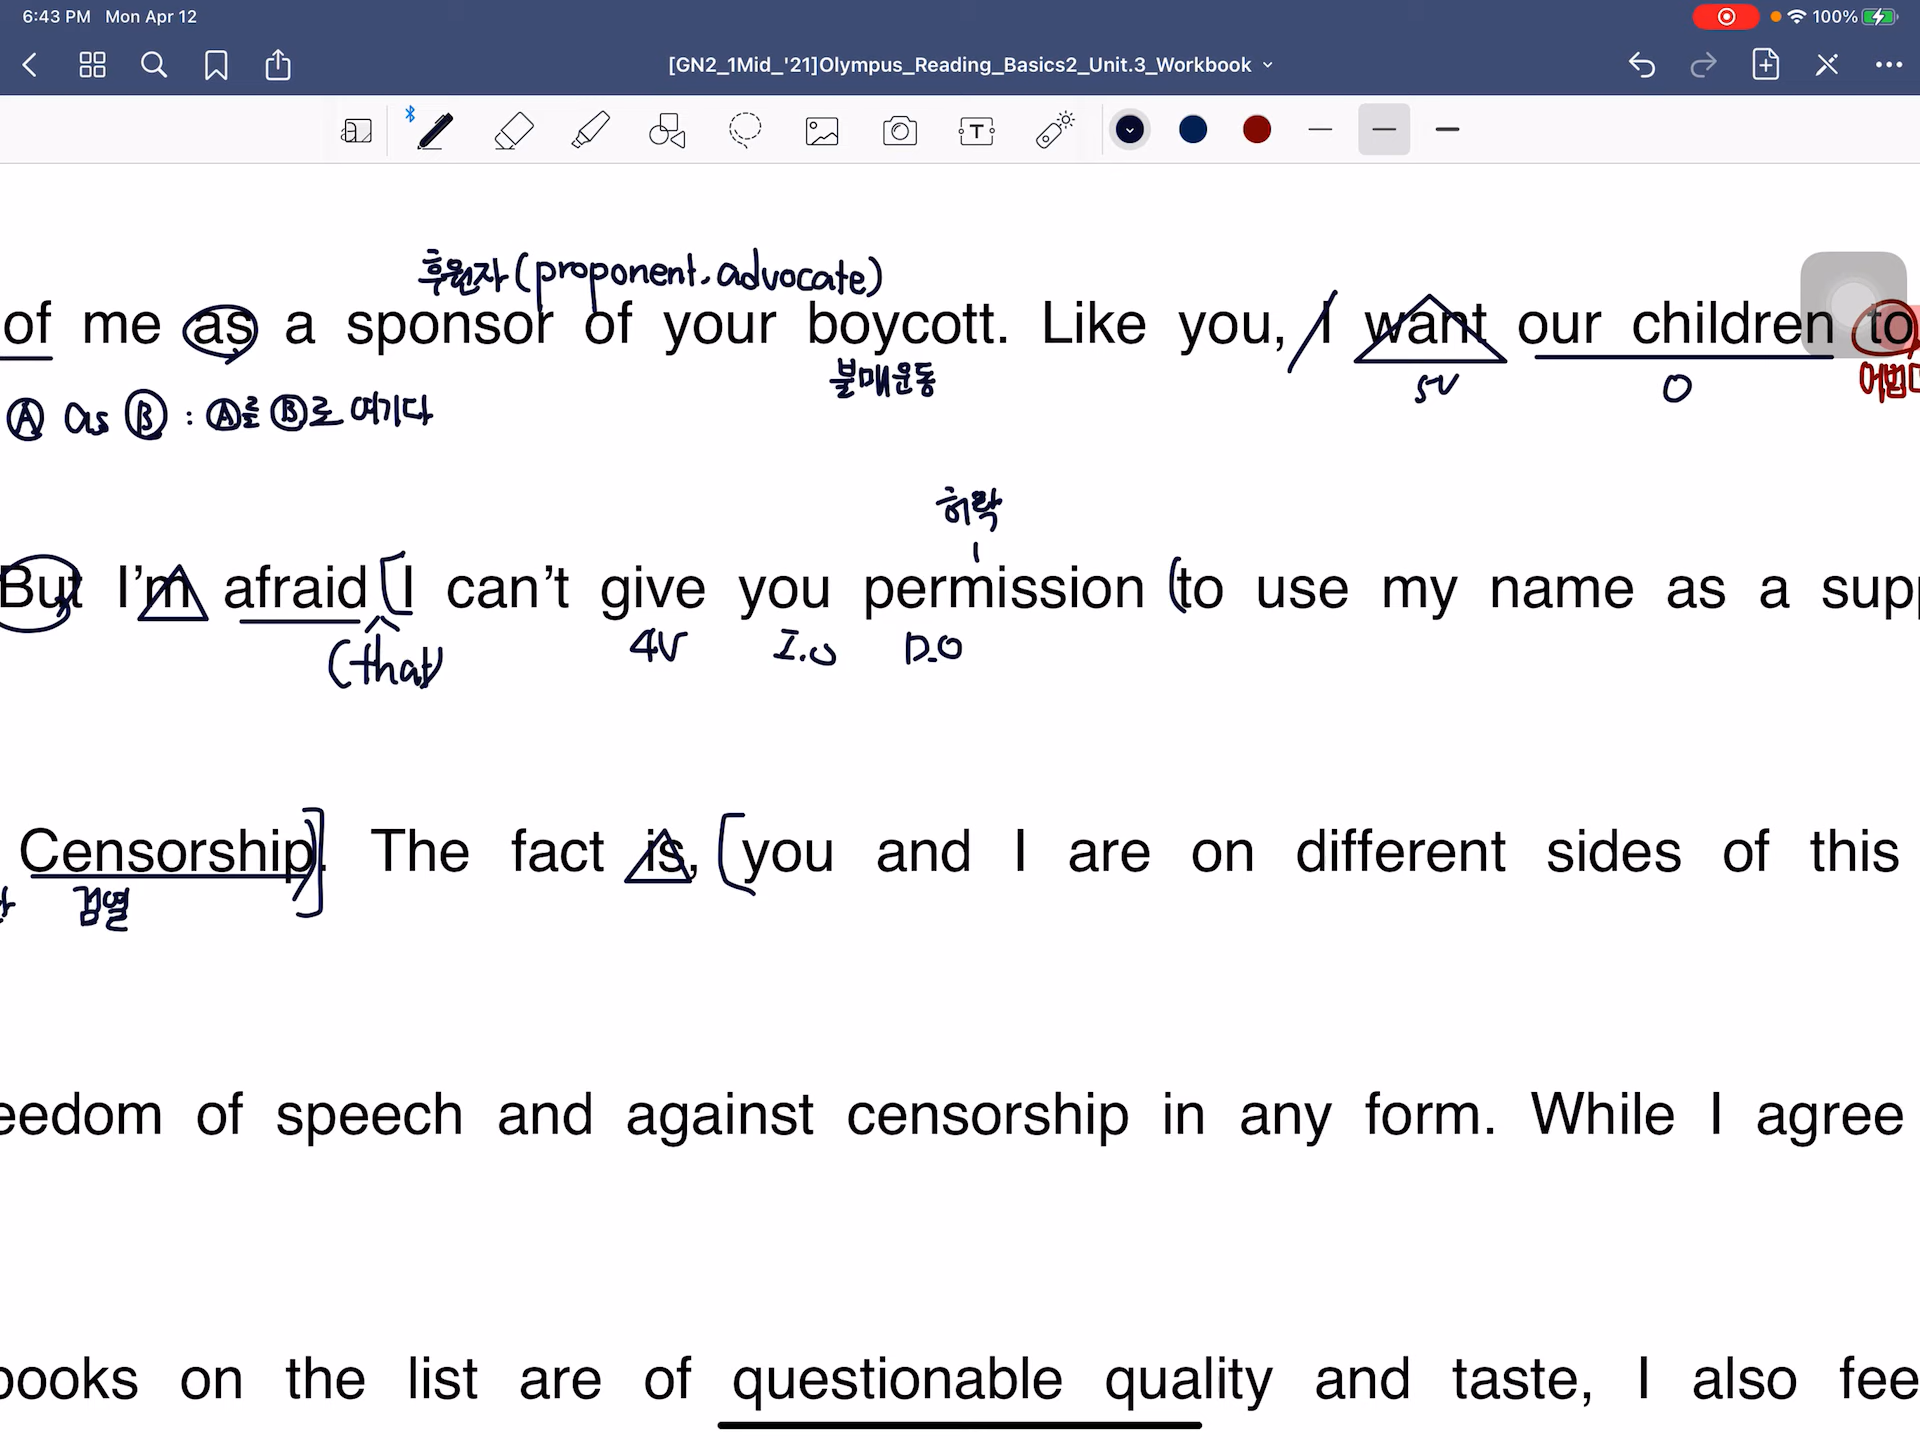 6:43 PM Mon Apr 12
100%
[GN2_1Mid_'21]Olympus_Reading_Basics2_Unit.3_Workbook
후원자 (proponent. advocate)
of me as a sponsor of your boycott. Like you, I want our children to
불매운동 5V O
Ⓐ as Ⓑ : Ⓐ를 Ⓑ로 여기다
허락
But I'm afraid I can't give you permission (to use my name as a
(that) 4V I.O D.O
Censorship]. The fact is, [you and I are on different sides of this
검열
of speech and against censorship in any form. While I agree
books on the list are of questionable quality and taste, I also